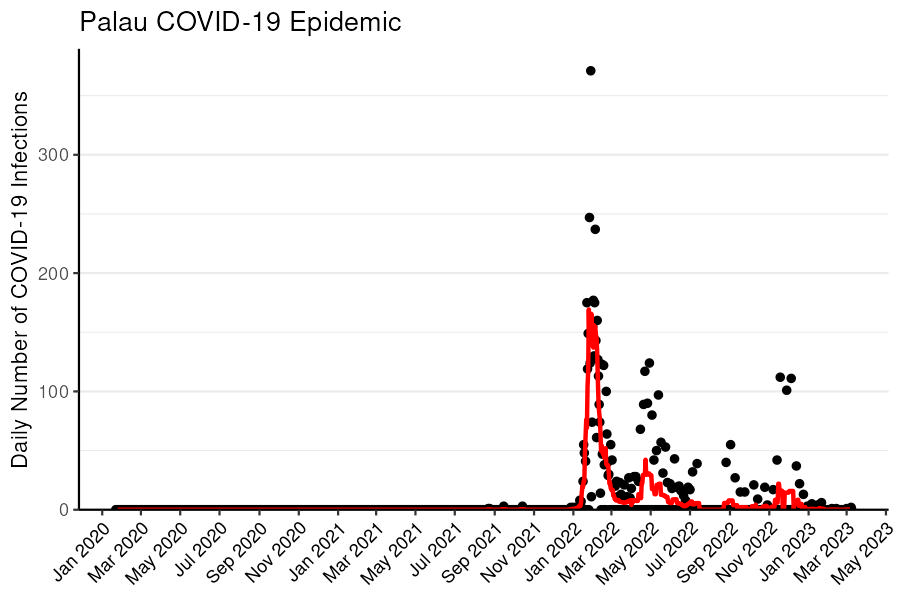 Palau COVID-19 Epidemic
Daily Number of COVID-19 Infections
300
200
100
0
Jan 2020
Mar 2020
May 2020
Jul 2020
Sep 2020
Nov 2020
Jan 2021
Mar 2021
May 2021
Jul 2021
Sep 2021
Nov 2021
Jan 2022
Mar 2022
May 2022
Jul 2022
Sep 2022
Nov 2022
Jan 2023
Mar 2023
May 2023